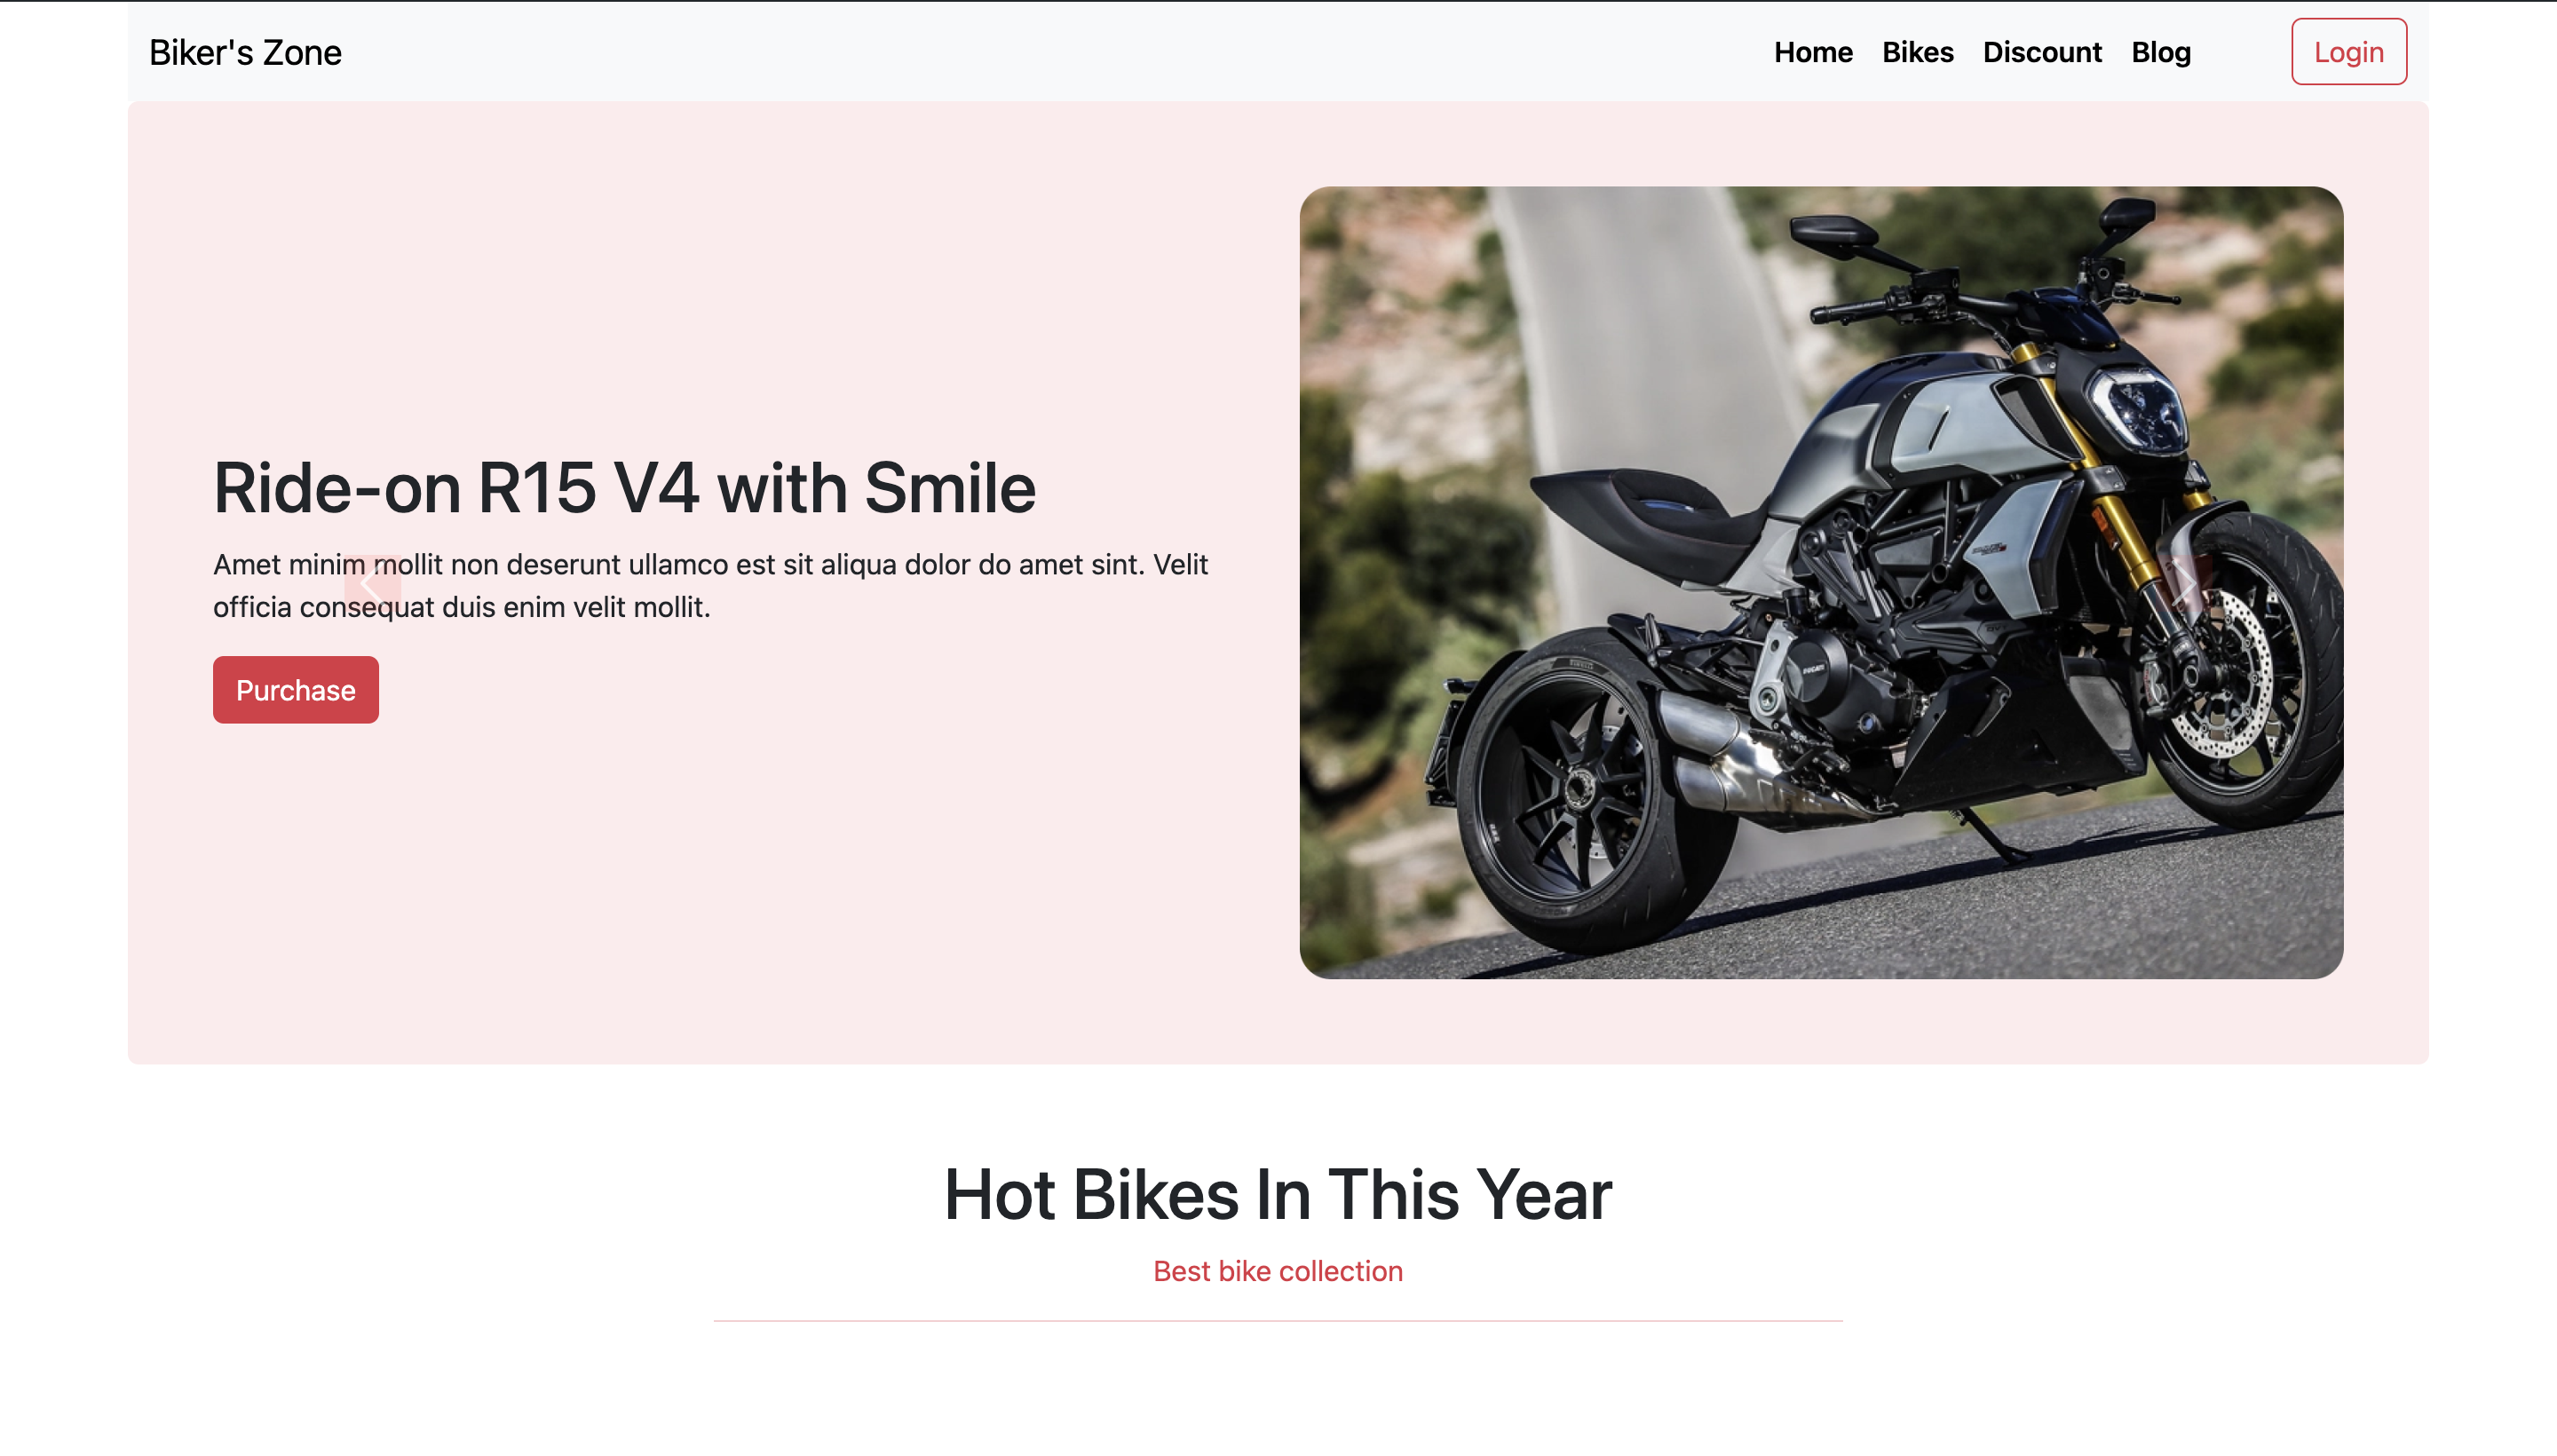 Biker's Zone
Home Bikes Discount Blog Login
Ride-on R15 V4 with Smile
Amet minim mollit non deserunt ullamco est sit aliqua dolor do amet sint. Velit
officia consequat duis enim velit mollit.
Purchase
DUCATI
Hot Bikes In This Year
Best bike collection